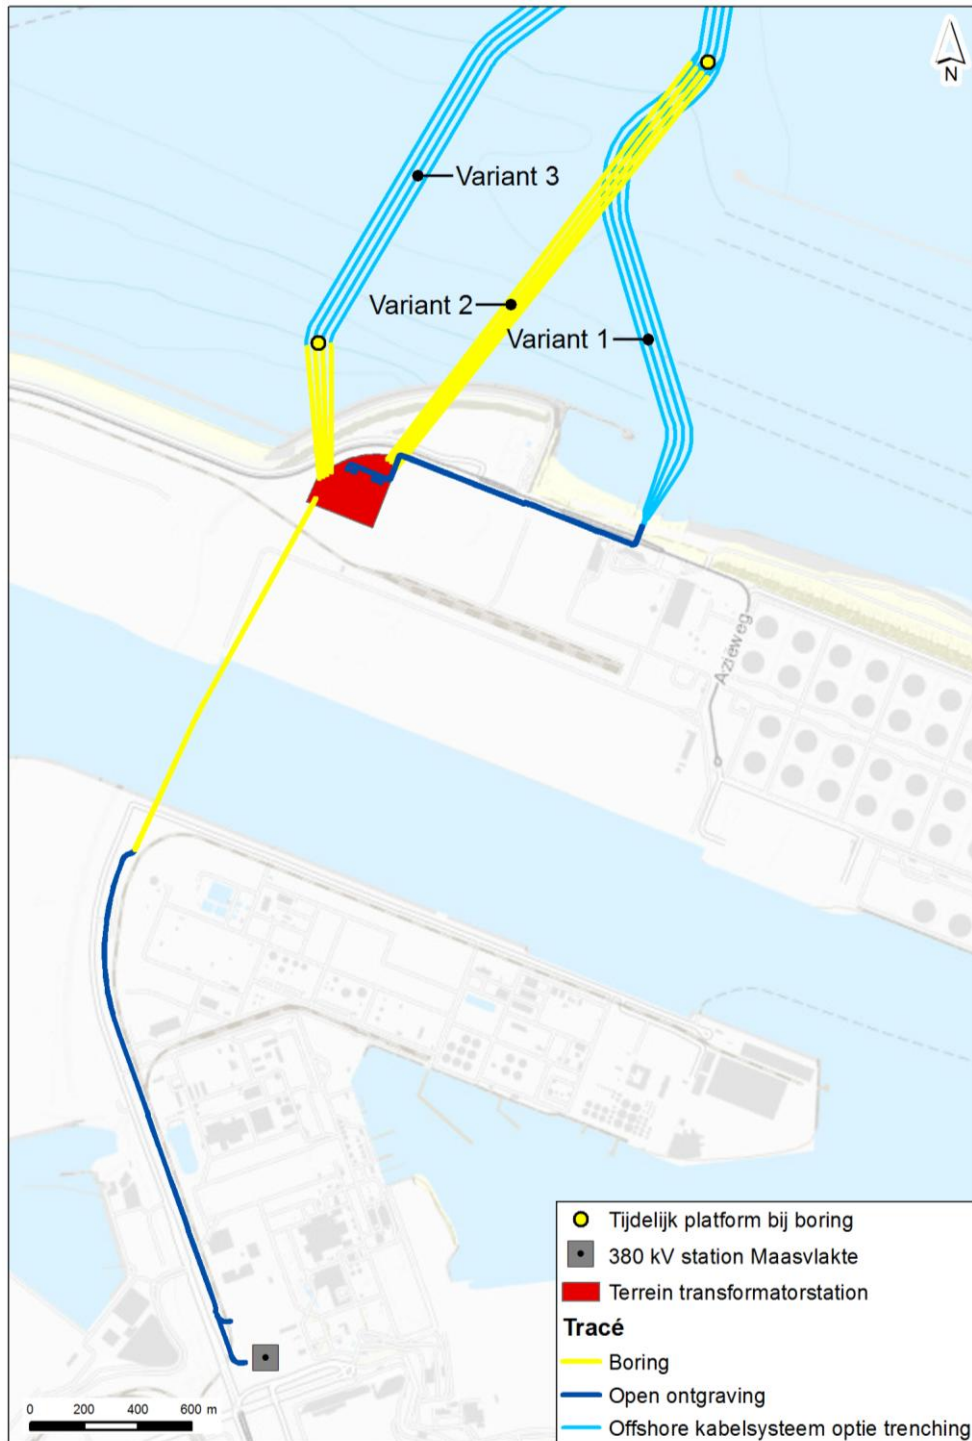 N
Variant 3
Variant 2
Variant 1
Aziëweg
Tijdelijk platform bij boring
380 kV station Maasvlakte
Terrein transformatorstation
Tracé
Boring
Open ontgraving
Offshore kabelsysteem optie trenching
0 200 400 600 m